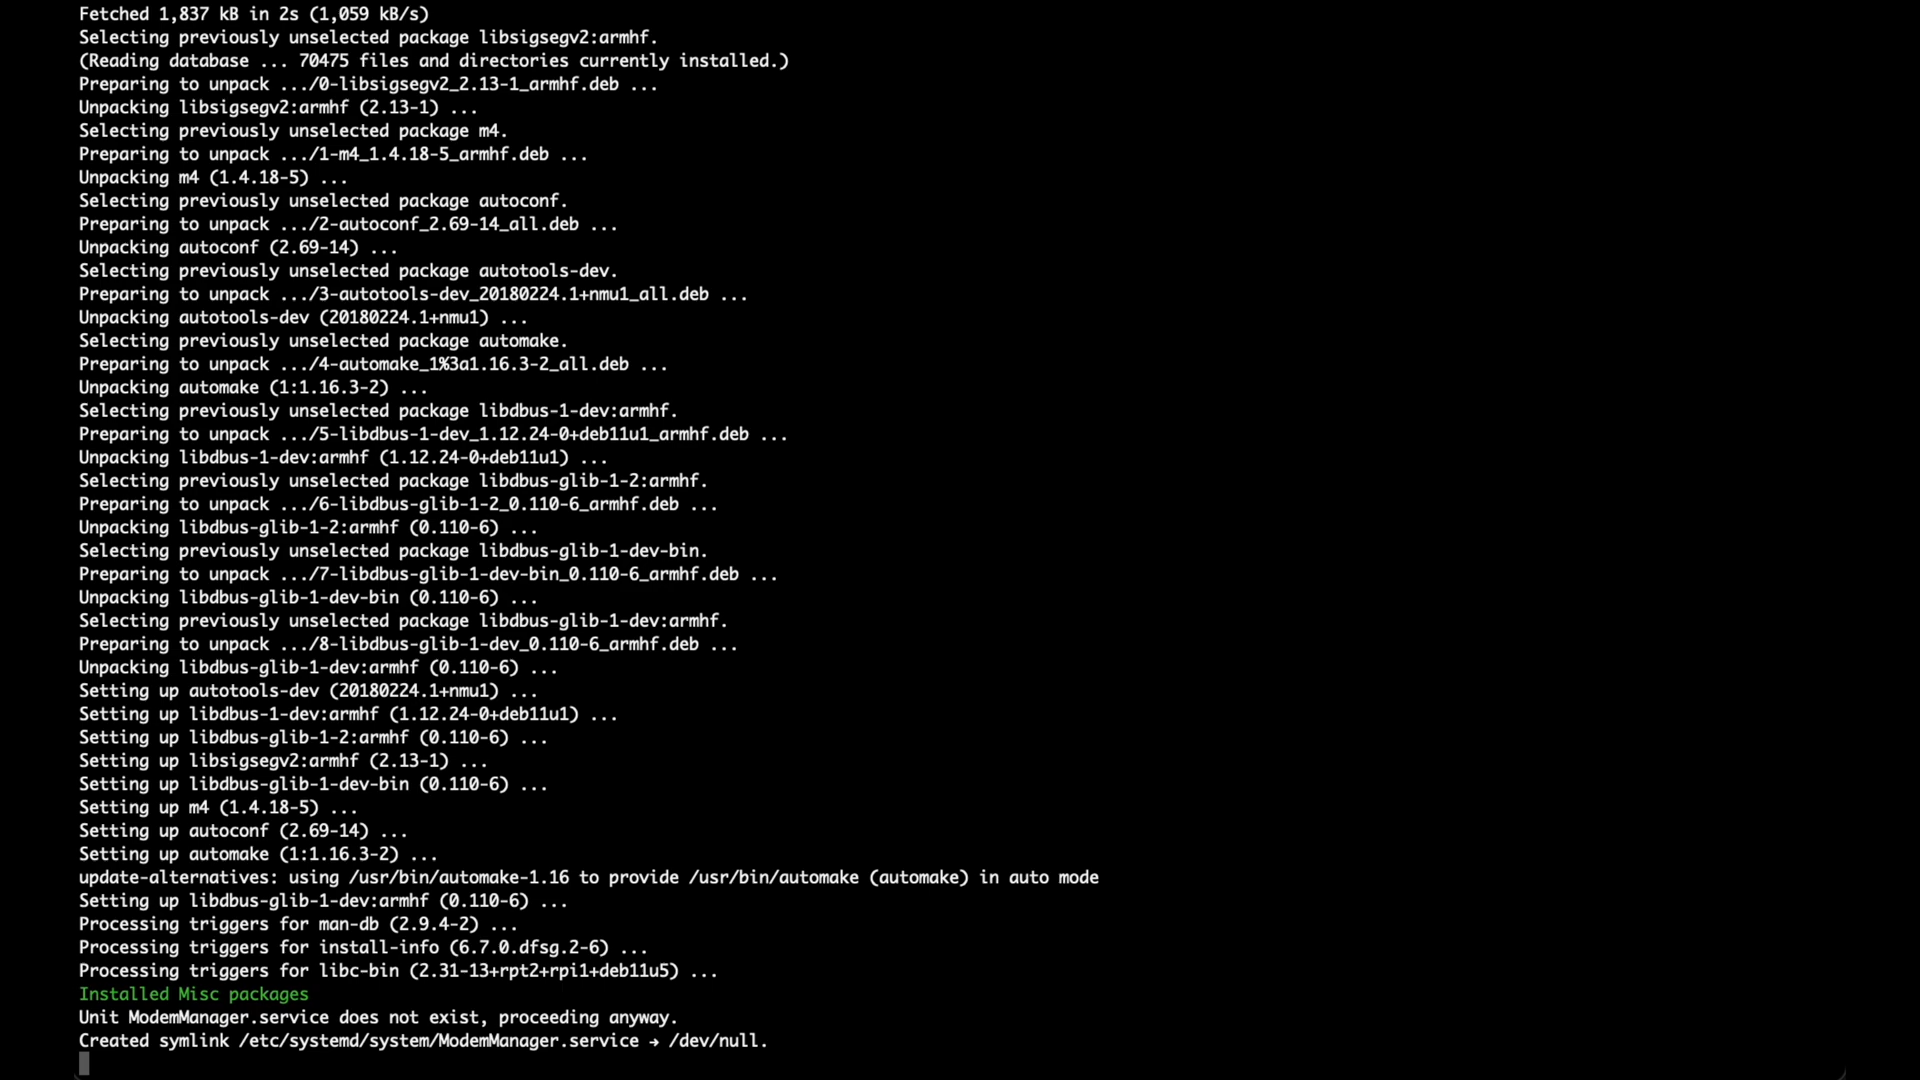 Fetched 1,837 kB in 2s (1,059 kB/s)
Selecting previously unselected package libsigsegv2:armhf.
(Reading database ... 70475 files and directories currently installed.)
Preparing to unpack .../0-libsigsegv2_2.13-1_armhf.deb ...
Unpacking libsigsegv2:armhf (2.13-1) ...
Selecting previously unselected package m4.
Preparing to unpack .../1-m4_1.4.18-5_armhf.deb ...
Unpacking m4 (1.4.18-5) ...
Selecting previously unselected package autoconf.
Preparing to unpack .../2-autoconf_2.69-14_all.deb ...
Unpacking autoconf (2.69-14) ...
Selecting previously unselected package autotools-dev.
Preparing to unpack .../3-autotools-dev_20180224.1+nmu1_all.deb ...
Unpacking autotools-dev (20180224.1+nmu1) ...
Selecting previously unselected package automake.
Preparing to unpack .../4-automake_1%3a1.16.3-2_all.deb ...
Unpacking automake (1:1.16.3-2) ...
Selecting previously unselected package libdbus-1-dev:armhf.
Preparing to unpack .../5-libdbus-1-dev_1.12.24-0+deb11u1_armhf.deb ...
Unpacking libdbus-1-dev:armhf (1.12.24-0+deb11u1) ...
Selecting previously unselected package libdbus-glib-1-2:armhf.
Preparing to unpack .../6-libdbus-glib-1-2_0.110-6_armhf.deb ...
Unpacking libdbus-glib-1-2:armhf (0.110-6) ...
Selecting previously unselected package libdbus-glib-1-dev-bin.
Preparing to unpack .../7-libdbus-glib-1-dev-bin_0.110-6_armhf.deb ...
Unpacking libdbus-glib-1-dev-bin (0.110-6) ...
Selecting previously unselected package libdbus-glib-1-dev:armhf.
Preparing to unpack .../8-libdbus-glib-1-dev_0.110-6_armhf.deb ...
Unpacking libdbus-glib-1-dev:armhf (0.110-6) ...
Setting up autotools-dev (20180224.1+nmu1) ...
Setting up libdbus-1-dev:armhf (1.12.24-0+deb11u1) ...
Setting up libdbus-glib-1-2:armhf (0.110-6) ...
Setting up libsigsegv2:armhf (2.13-1) ...
Setting up libdbus-glib-1-dev-bin (0.110-6) ...
Setting up m4 (1.4.18-5) ...
Setting up autoconf (2.69-14) ...
Setting up automake (1:1.16.3-2) ...
update-alternatives: using /usr/bin/automake-1.16 to provide /usr/bin/automake (automake) in auto mode
Setting up libdbus-glib-1-dev:armhf (0.110-6) ...
Processing triggers for man-db (2.9.4-2) ...
Processing triggers for install-info (6.7.0.dfsg.2-6) ...
Processing triggers for libc-bin (2.31-13+rpt2+rpi1+deb11u5) ...
Installed Misc packages
Unit ModemManager.service does not exist, proceeding anyway.
Created symlink /etc/systemd/system/ModemManager.service → /dev/null.